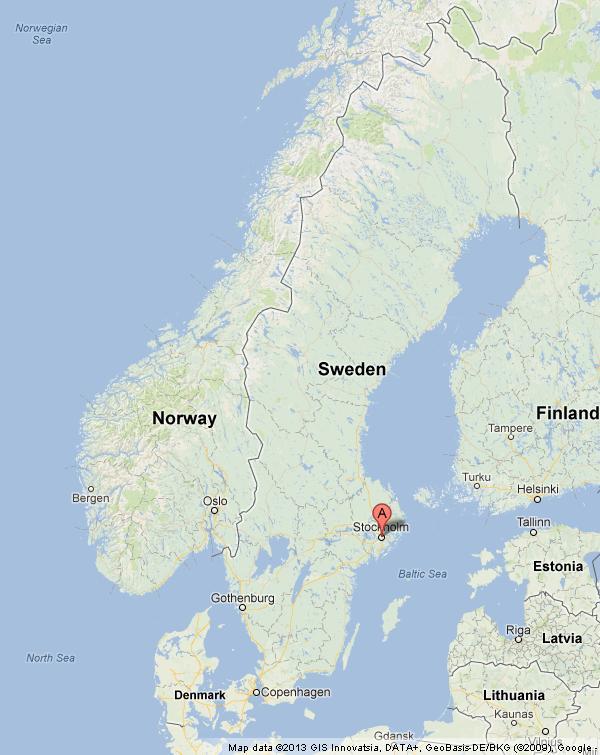 Norwegian
Sea
Sweden
Norway
Finland
Tampere
Turku
Bergen
Helsinki
Oslo
A
Stockholm
Tallinn
Estonia
Baltic Sea
Gothenburg
Riga
Latvia
North Sea
Denmark
Copenhagen
Lithuania
Kaunas
Gdansk
Vilnius
Map data ©2013 GIS Innovatsia, DATA+, GeoBasis-DE/BKG (©2009), Google